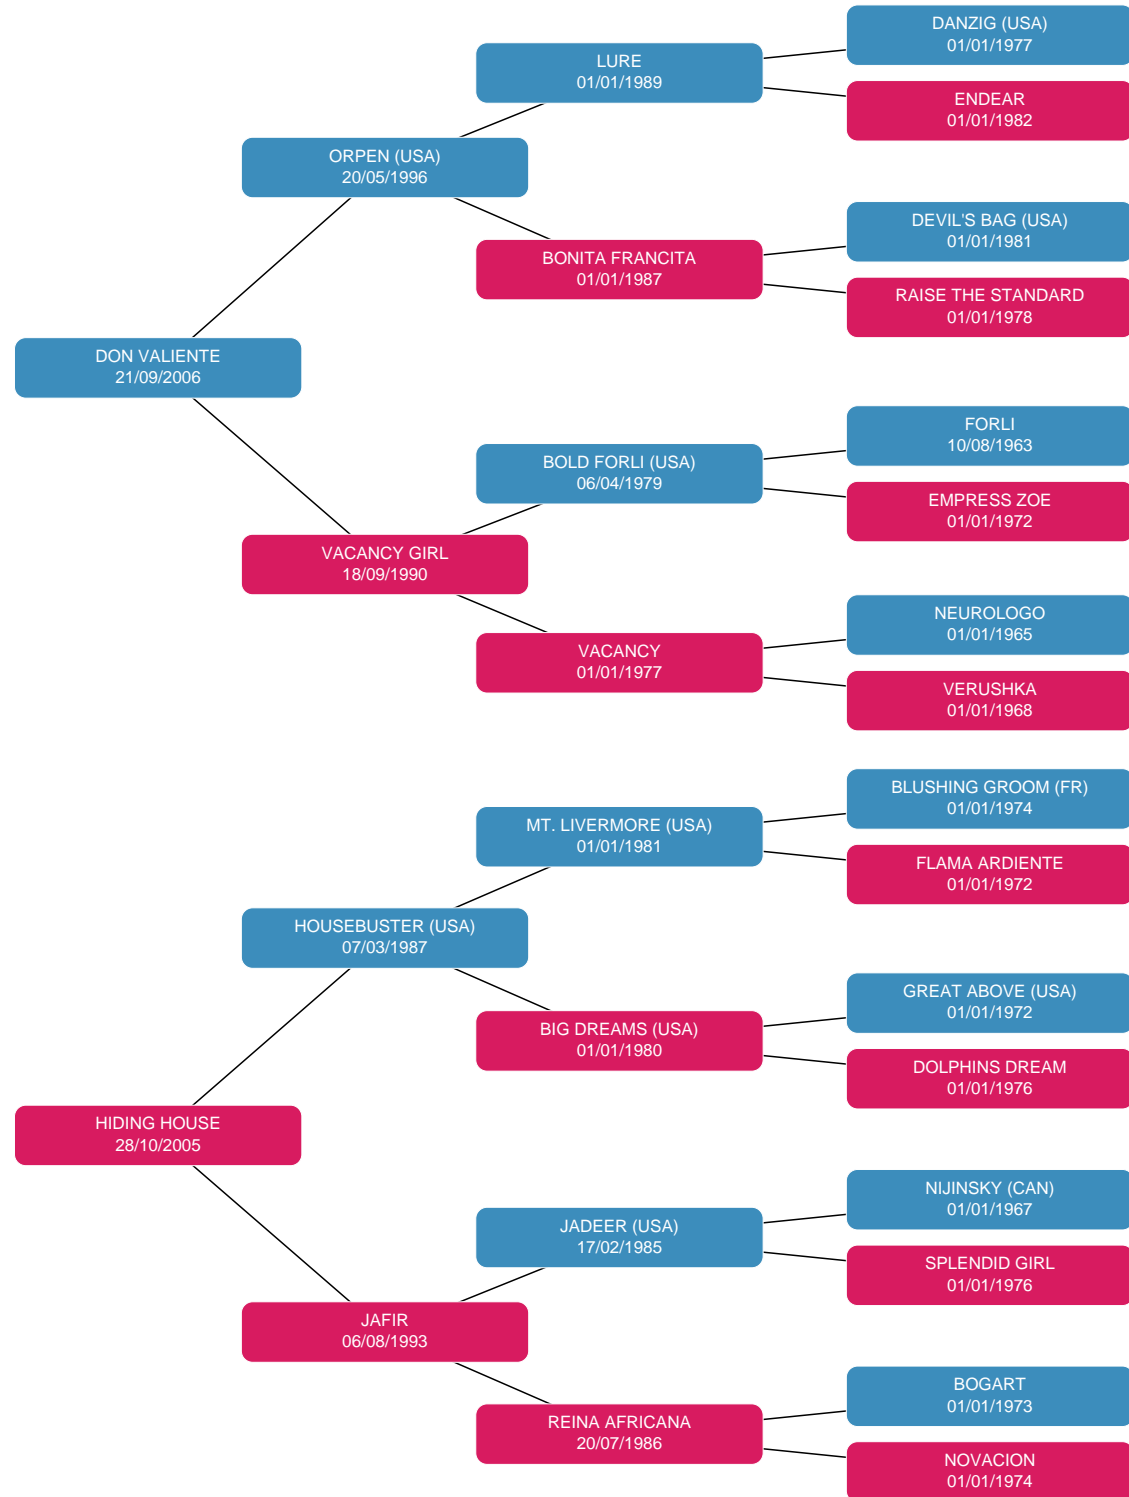 DANZIG (USA)
01/01/1977
LURE
01/01/1989
ENDEAR
01/01/1982
ORPEN (USA)
20/05/1996
DEVIL'S BAG (USA)
01/01/1981
BONITA FRANCITA
01/01/1987
RAISE THE STANDARD
01/01/1978
DON VALIENTE
21/09/2006
FORLI
10/08/1963
BOLD FORLI (USA)
06/04/1979
EMPRESS ZOE
01/01/1972
VACANCY GIRL
18/09/1990
NEUROLOGO
01/01/1965
VACANCY
01/01/1977
VERUSHKA
01/01/1968
BLUSHING GROOM (FR)
01/01/1974
MT. LIVERMORE (USA)
01/01/1981
FLAMA ARDIENTE
01/01/1972
HOUSEBUSTER (USA)
07/03/1987
GREAT ABOVE (USA)
01/01/1972
BIG DREAMS (USA)
01/01/1980
DOLPHINS DREAM
01/01/1976
HIDING HOUSE
28/10/2005
NIJINSKY (CAN)
01/01/1967
JADEER (USA)
17/02/1985
SPLENDID GIRL
01/01/1976
JAFIR
06/08/1993
BOGART
01/01/1973
REINA AFRICANA
20/07/1986
NOVACION
01/01/1974